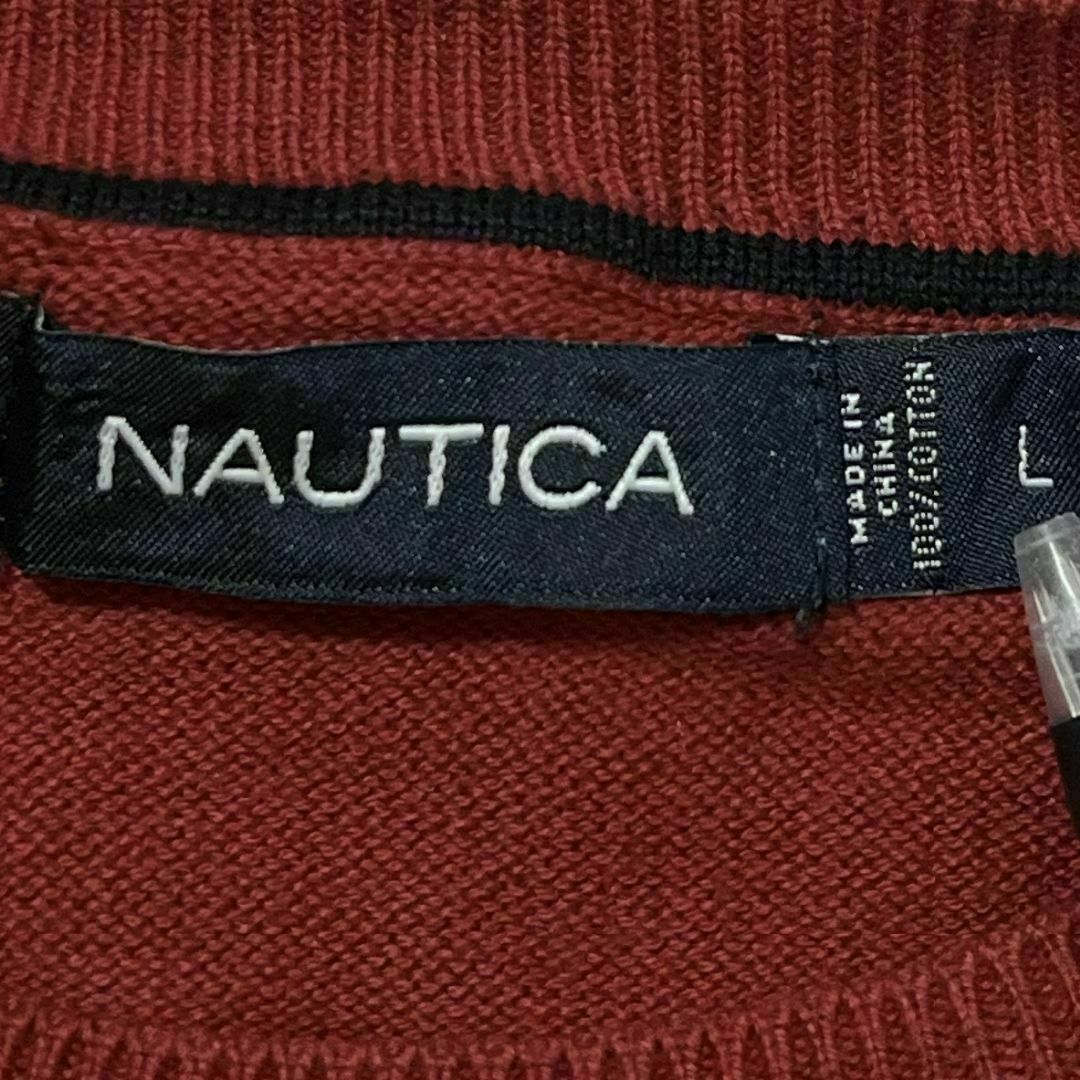 NAUTICA
MADE IN
CHINA
100% COTTON
L